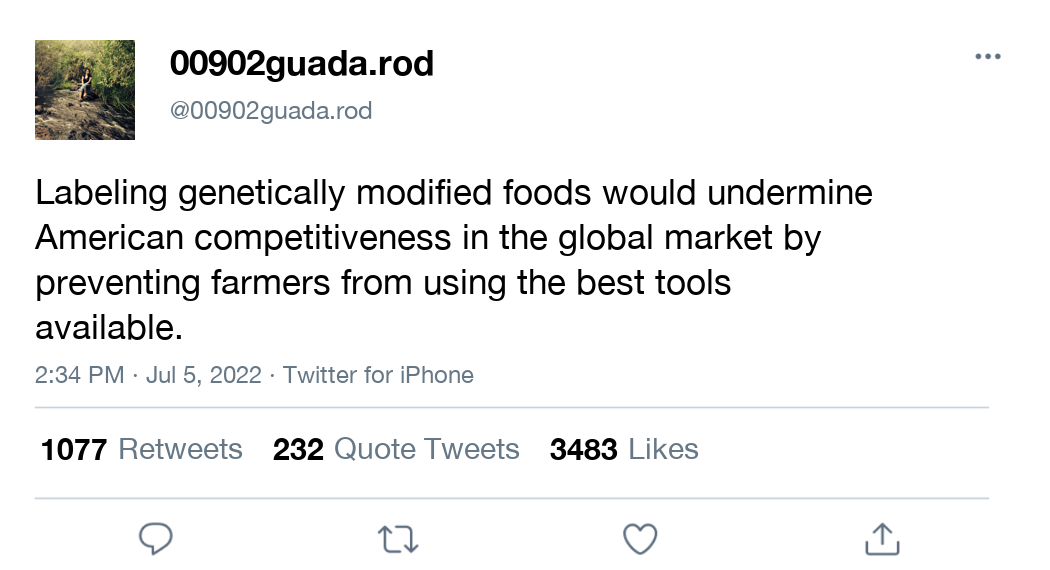 00902guada.rod
@00902guada.rod
Labeling genetically modified foods would undermine
American competitiveness in the global market by
preventing farmers from using the best tools
available.
2:34 PM · Jul 5, 2022 · Twitter for iPhone
1077 Retweets 232 Quote Tweets 3483 Likes